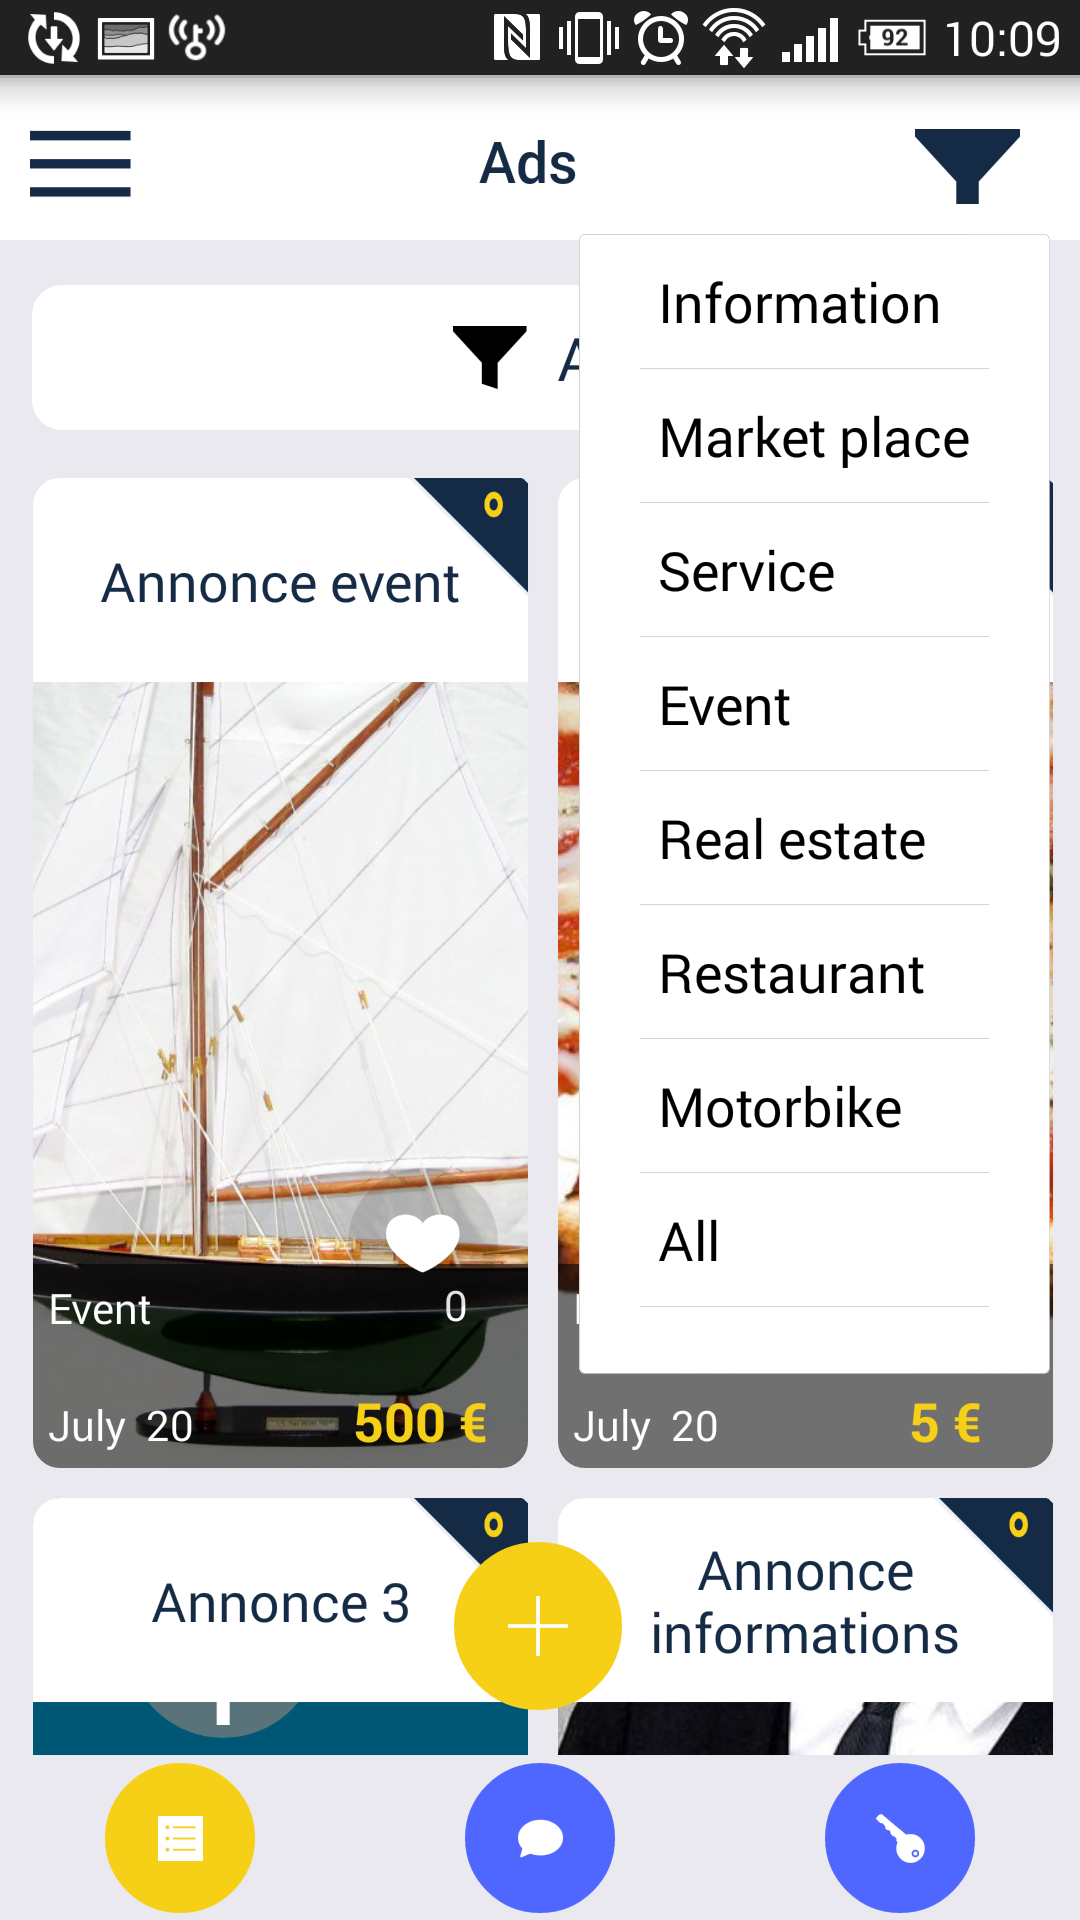 92 10:09
Ads
Information
Market place
Service
Event
Real estate
Restaurant
Motorbike
All
A
0
Annonce event
Event 0
July 20 500 €
July 20 5 €
0
Annonce 3
0
Annonce
informations